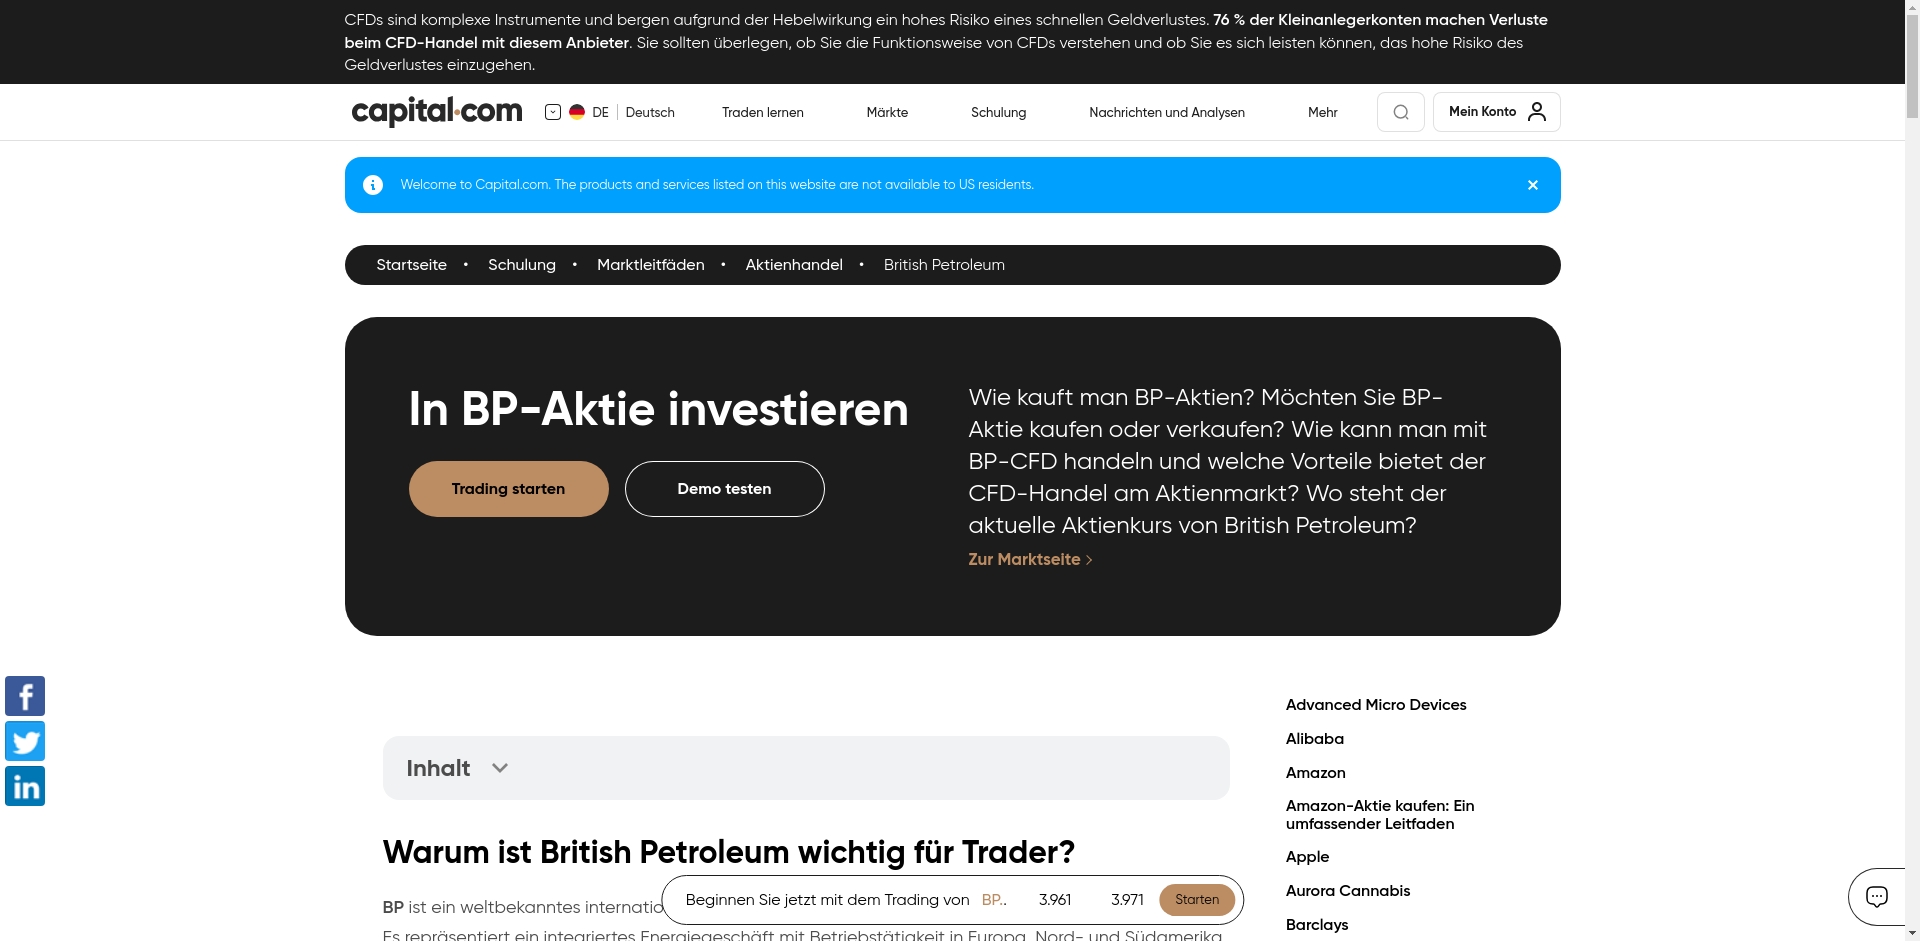 CFDs sind komplexe Instrumente und bergen aufgrund der Hebelwirkung ein hohes Risiko eines schnellen Geldverlustes. 76 % der Kleinanlegerkonten machen Verluste
beim CFD-Handel mit diesem Anbieter. Sie sollten überlegen, ob Sie die Funktionsweise von CFDs verstehen und ob Sie es sich leisten können, das hohe Risiko des
Geldverlustes einzugehen.
capital.com DE Deutsch Traden lernen Märkte Schulung Nachrichten und Analysen Mehr Mein Konto
Welcome to Capital.com. The products and services listed on this website are not available to US residents.
Startseite • Schulung • Marktleitfäden • Aktienhandel • British Petroleum
In BP-Aktie investieren
Trading starten Demo testen
Wie kauft man BP-Aktien? Möchten Sie BP-
Aktie kaufen oder verkaufen? Wie kann man mit
BP-CFD handeln und welche Vorteile bietet der
CFD-Handel am Aktienmarkt? Wo steht der
aktuelle Aktienkurs von British Petroleum?
Zur Marktseite
Inhalt
Warum ist British Petroleum wichtig für Trader?
BP ist ein weltbekanntes internatio
Es repräsentiert ein integriertes Energiegeschäft mit Betriebstätigkeit in Europa, Nord- und Südamerika,
Beginnen Sie jetzt mit dem Trading von BP.. 3.961 3.971 Starten
Advanced Micro Devices
Alibaba
Amazon
Amazon-Aktie kaufen: Ein
umfassender Leitfaden
Apple
Aurora Cannabis
Barclays